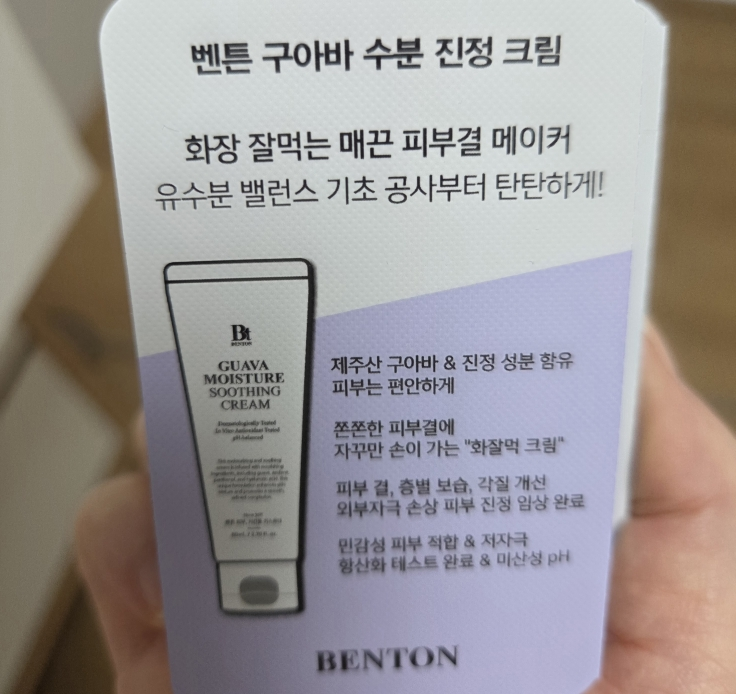 벤튼 구아바 수분 진정 크림
화장 잘먹는 매끈 피부결 메이커
유수분 밸런스 기초 공사부터 탄탄하게!
Bt
BENTON
GUAVA
MOISTURE
SOOTHING
CREAM
Dermatologically Tested
pH-balanced
제주산 구아바 & 진정 성분 함유
피부는 편안하게
쫀쫀한 피부결에
자꾸만 손이 가는 "화잘먹 크림"
피부 결, 층별 보습, 각질 개선
외부자극 손상 피부 진정 임상 완료
민감성 피부 적합 & 저자극
항산화 테스트 완료 & 미산성 pH
BENTON